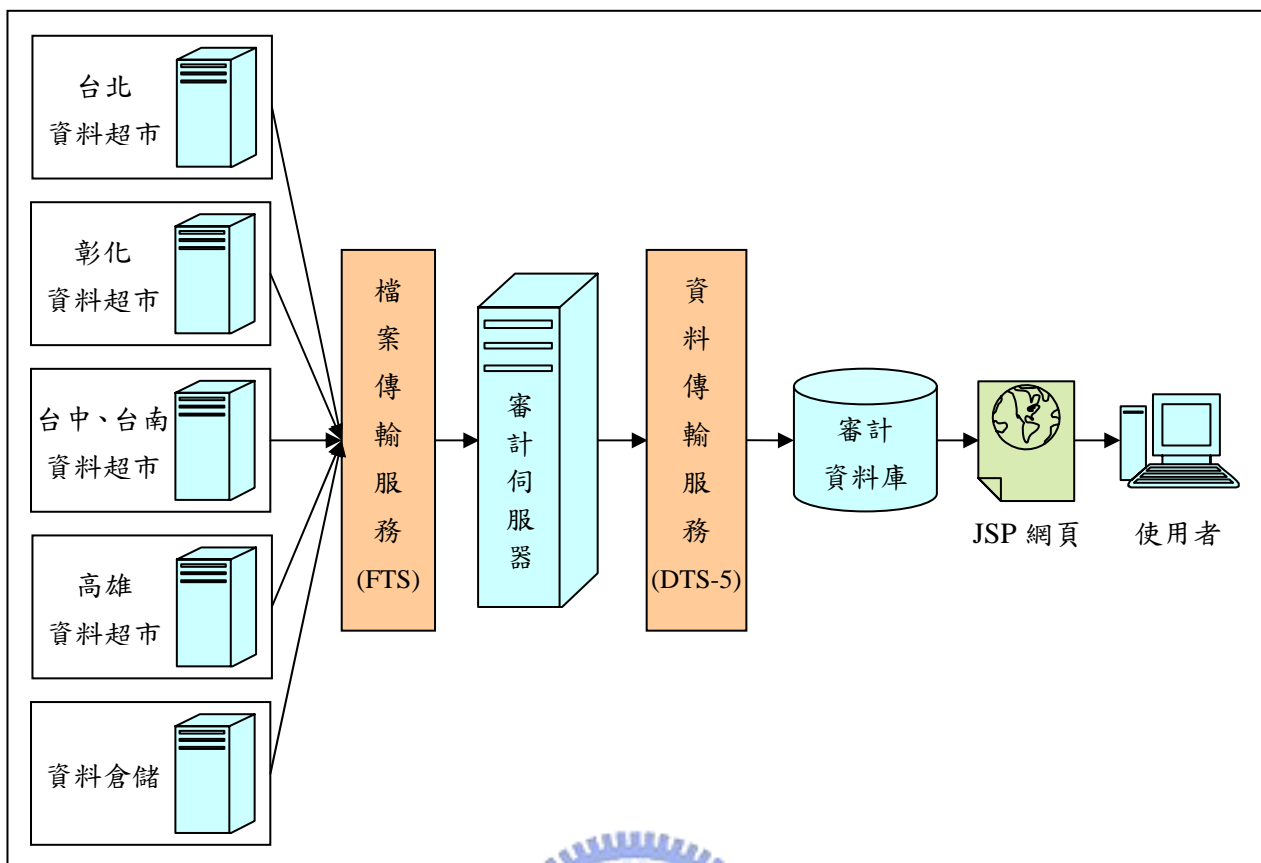 台北
資料超市
彰化
資料超市
台中、台南
資料超市
高雄
資料超市
資料倉儲
檔案傳輸服務
(FTS)
審計伺服器
資料傳輸服務
(DTS-5)
審計
資料庫
JSP 網頁
使用者